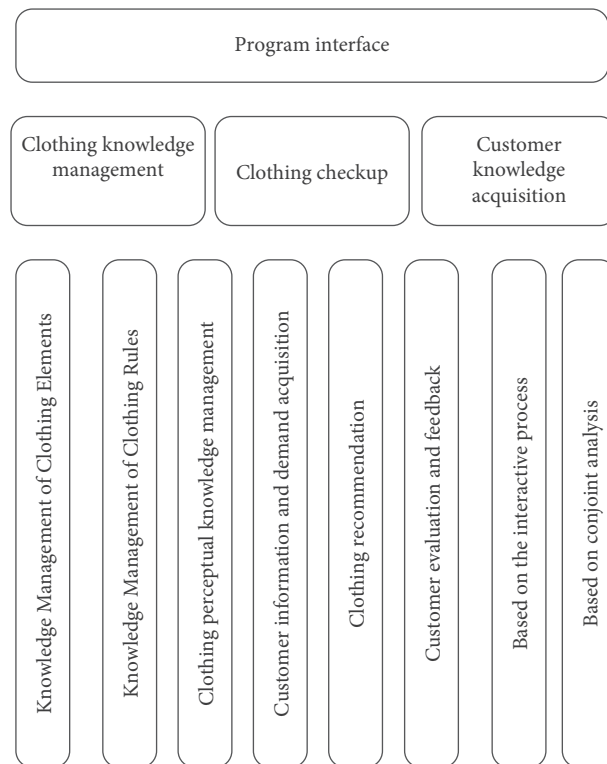 Program interface
Clothing knowledge
management
Clothing checkup
Customer
knowledge
acquisition
Knowledge Management of Clothing Elements
Knowledge Management of Clothing Rules
Clothing perceptual knowledge management
Customer information and demand acquisition
Clothing recommendation
Customer evaluation and feedback
Based on the interactive process
Based on conjoint analysis